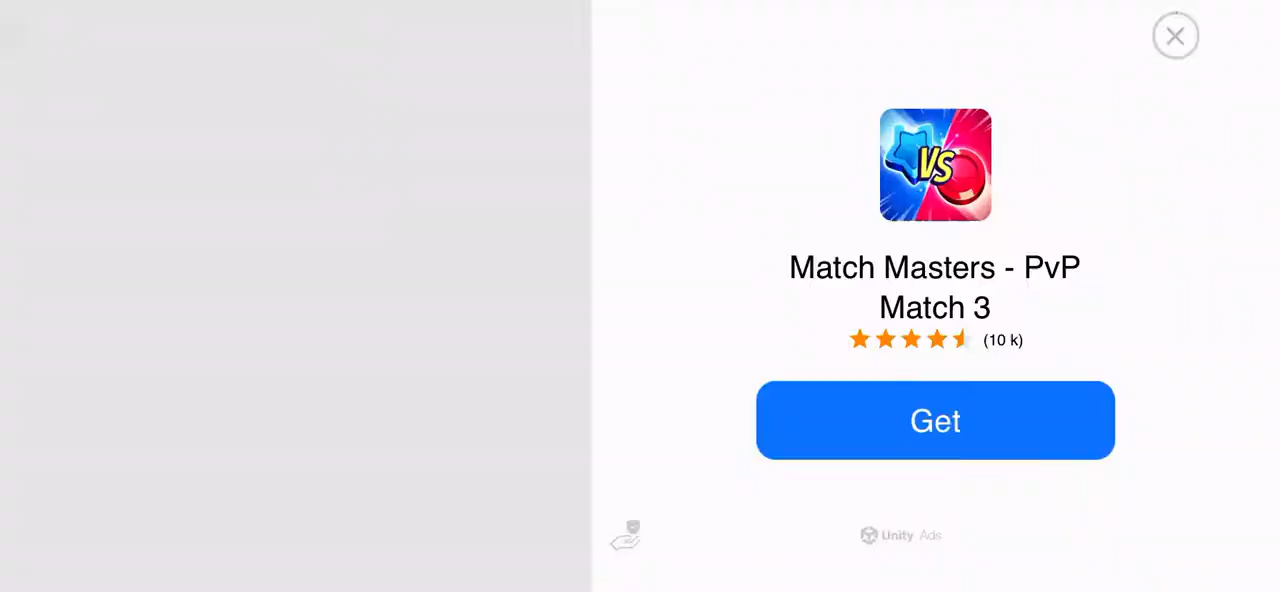 VS
Match Masters - PvP
Match 3
(10 k)
Get
Unity Ads